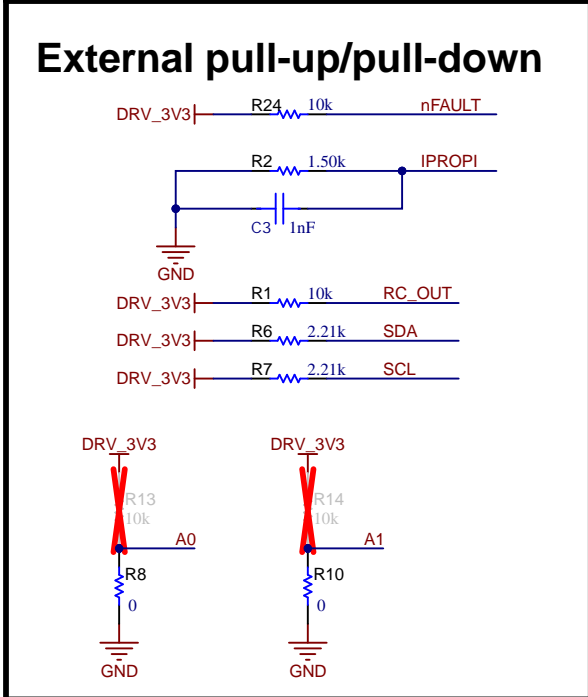 External pull-up/pull-down
DRV_3V3 R24 10k nFAULT
R2 1.50k IPROPI
C3 1nF
GND
DRV_3V3 R1 10k RC_OUT
DRV_3V3 R6 2.21k SDA
DRV_3V3 R7 2.21k SCL
DRV_3V3 DRV_3V3
R13 R14
10k 10k
A0 A1
R8 R10
0 0
GND GND